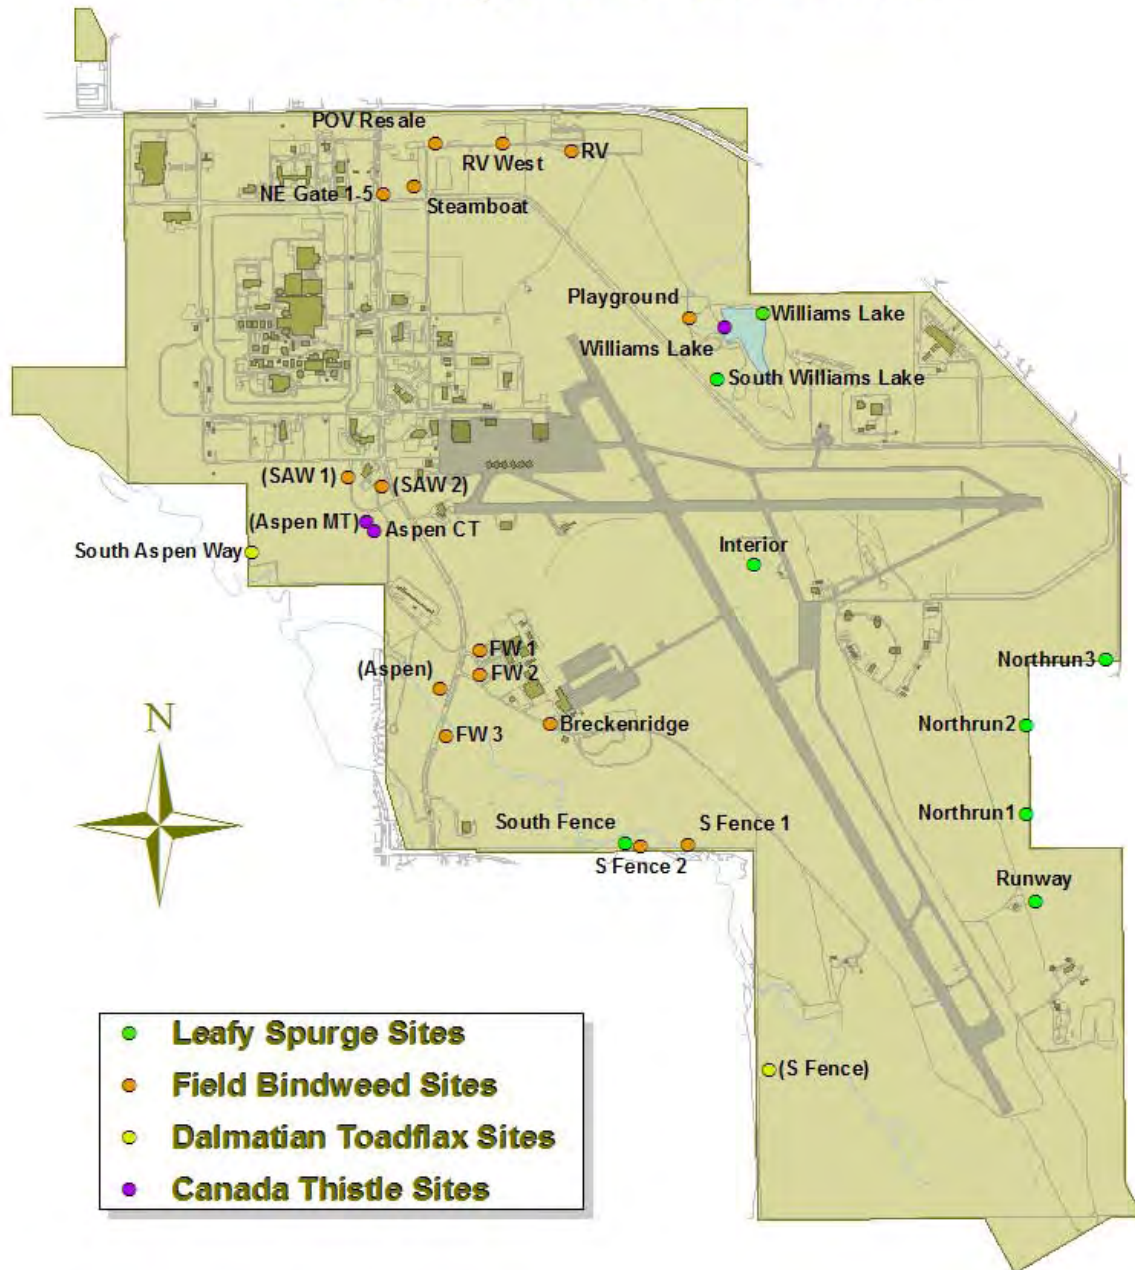 POV Resale
RV West
RV
NE Gate 1-5
Steamboat
Playground
Williams Lake
Williams Lake
South Williams Lake
(SAW 1)
(SAW 2)
(Aspen MT)
Aspen CT
South Aspen Way
Interior
FW 1
(Aspen)
FW 2
Northrun3
Breckenridge
Northrun2
FW 3
N
South Fence
S Fence 1
Northrun1
S Fence 2
Runway
(S Fence)
Leafy Spurge Sites
Field Bindweed Sites
Dalmatian Toadflax Sites
Canada Thistle Sites